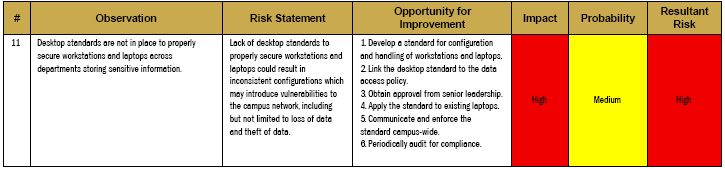 # Observation Risk Statement Opportunity for Improvement Impact Probability Resultant Risk
11
Desktop standards are not in place to properly
secure workstations and laptops across
departments storing sensitive information.
Lack of desktop standards to
properly secure workstations and
laptops could result in
inconsistent configurations which
may introduce vulnerabilities to
the campus network, including
but not limited to loss of data
and theft of data.
1. Develop a standard for configuration
and handling of workstations and laptops.
2. Link the desktop standard to the data
access policy.
3. Obtain approval from senior leadership.
4. Apply the standard to existing laptops.
5. Communicate and enforce the
standard campus-wide.
6. Periodically audit for compliance.
High
Medium
High